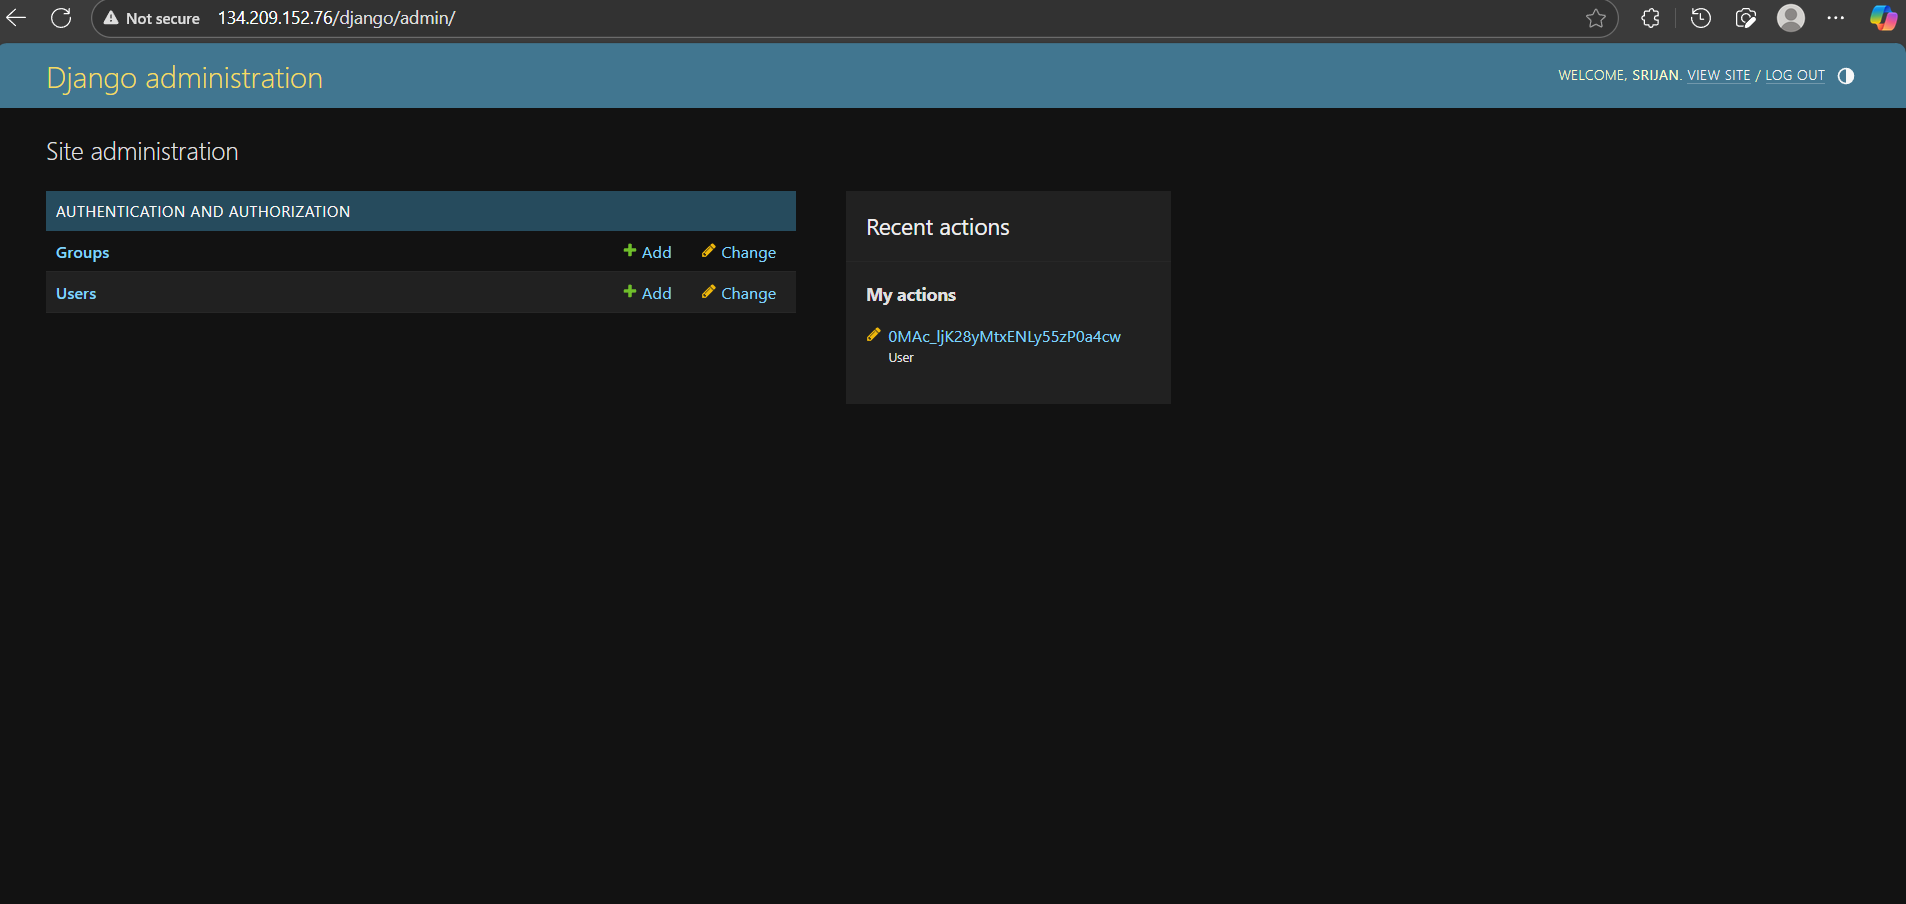 Not secure 134.209.152.76/django/admin/
Django administration
WELCOME, SRIJAN. VIEW SITE / LOG OUT
Site administration
AUTHENTICATION AND AUTHORIZATION
Groups Add Change
Users Add Change
Recent actions
My actions
0MAc_ljK28yMtxENLy55zP0a4cw
User